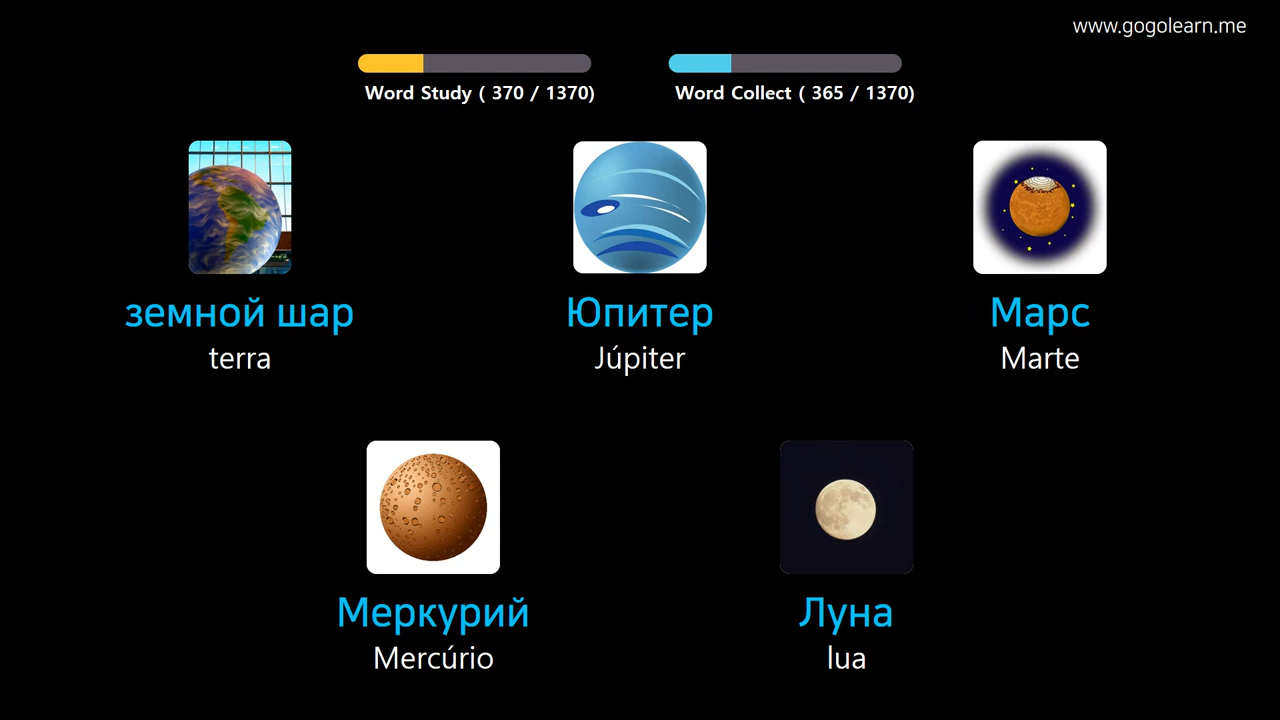 www.gogolearn.me
Word Study ( 370 / 1370)
Word Collect ( 365 / 1370)
земной шар
terra
Юпитер
Júpiter
Марс
Marte
Меркурий
Mercúrio
Луна
lua